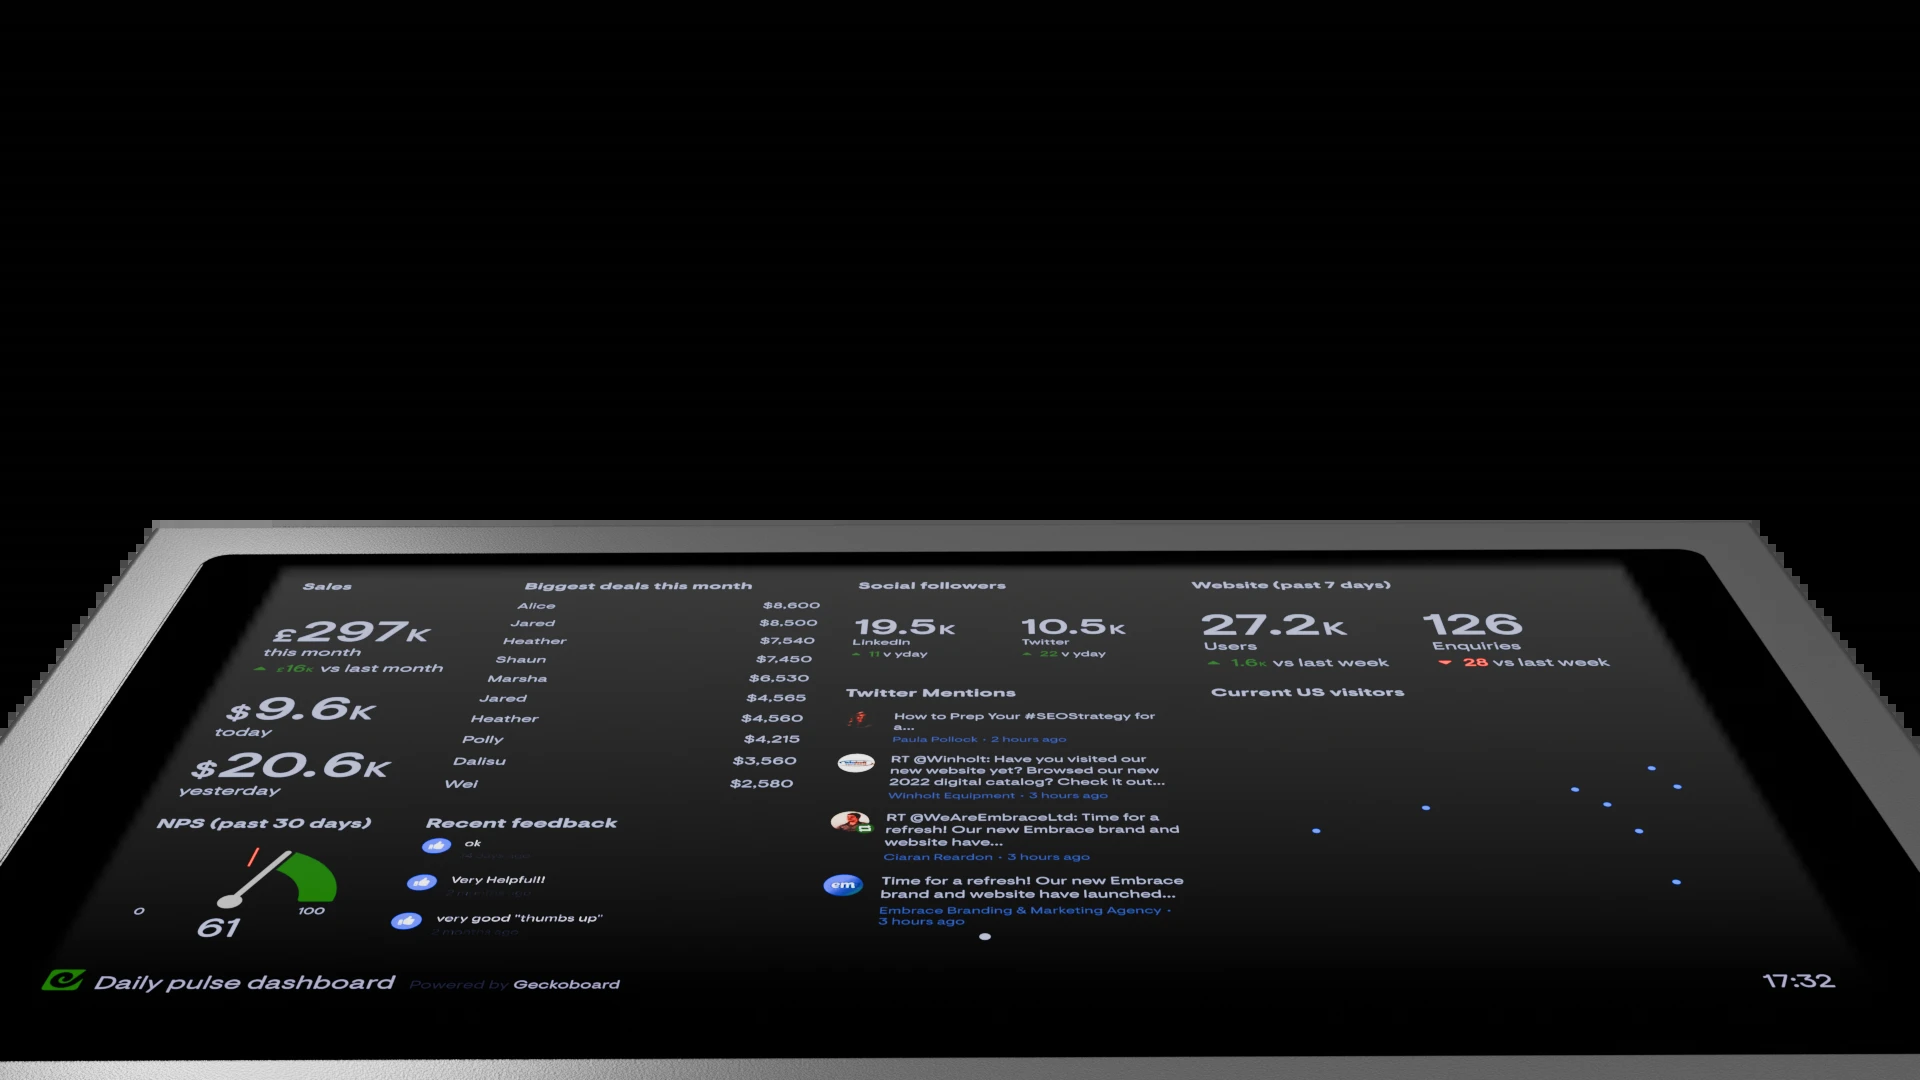 Sales
£297K
this month
£16K vs last month
$9.6K
today
$20.6K
yesterday
Biggest deals this month
Alice $8,600
Jared $8,500
Heather $7,540
Shaun $7,450
Marsha $6,530
Jared $4,565
Heather $4,560
Polly $4,215
Dalisu $3,560
Wei $2,580
Social followers
19.5K
LinkedIn
11 v yday
10.5K
Twitter
22 v yday
Website (past 7 days)
27.2K
Users
1.6K vs last week
126
Enquiries
28 vs last week
NPS (past 30 days)
0
100
61
Recent feedback
ok
Very Helpful!!
very good "thumbs up"
2 months ago
Twitter Mentions
How to Prep Your #SEOStrategy for
a...
Paula Pollock · 2 hours ago
RT @Winholt: Have you visited our
new website yet? Browsed our new
2022 digital catalog? Check it out...
Winholt Equipment · 3 hours ago
RT @WeAreEmbraceLtd: Time for a
refresh! Our new Embrace brand and
website have...
Ciaran Reardon · 3 hours ago
em
Time for a refresh! Our new Embrace
brand and website have launched...
Embrace Branding & Marketing Agency ·
3 hours ago
Current US visitors
Daily pulse dashboard Powered by Geckoboard
17:32